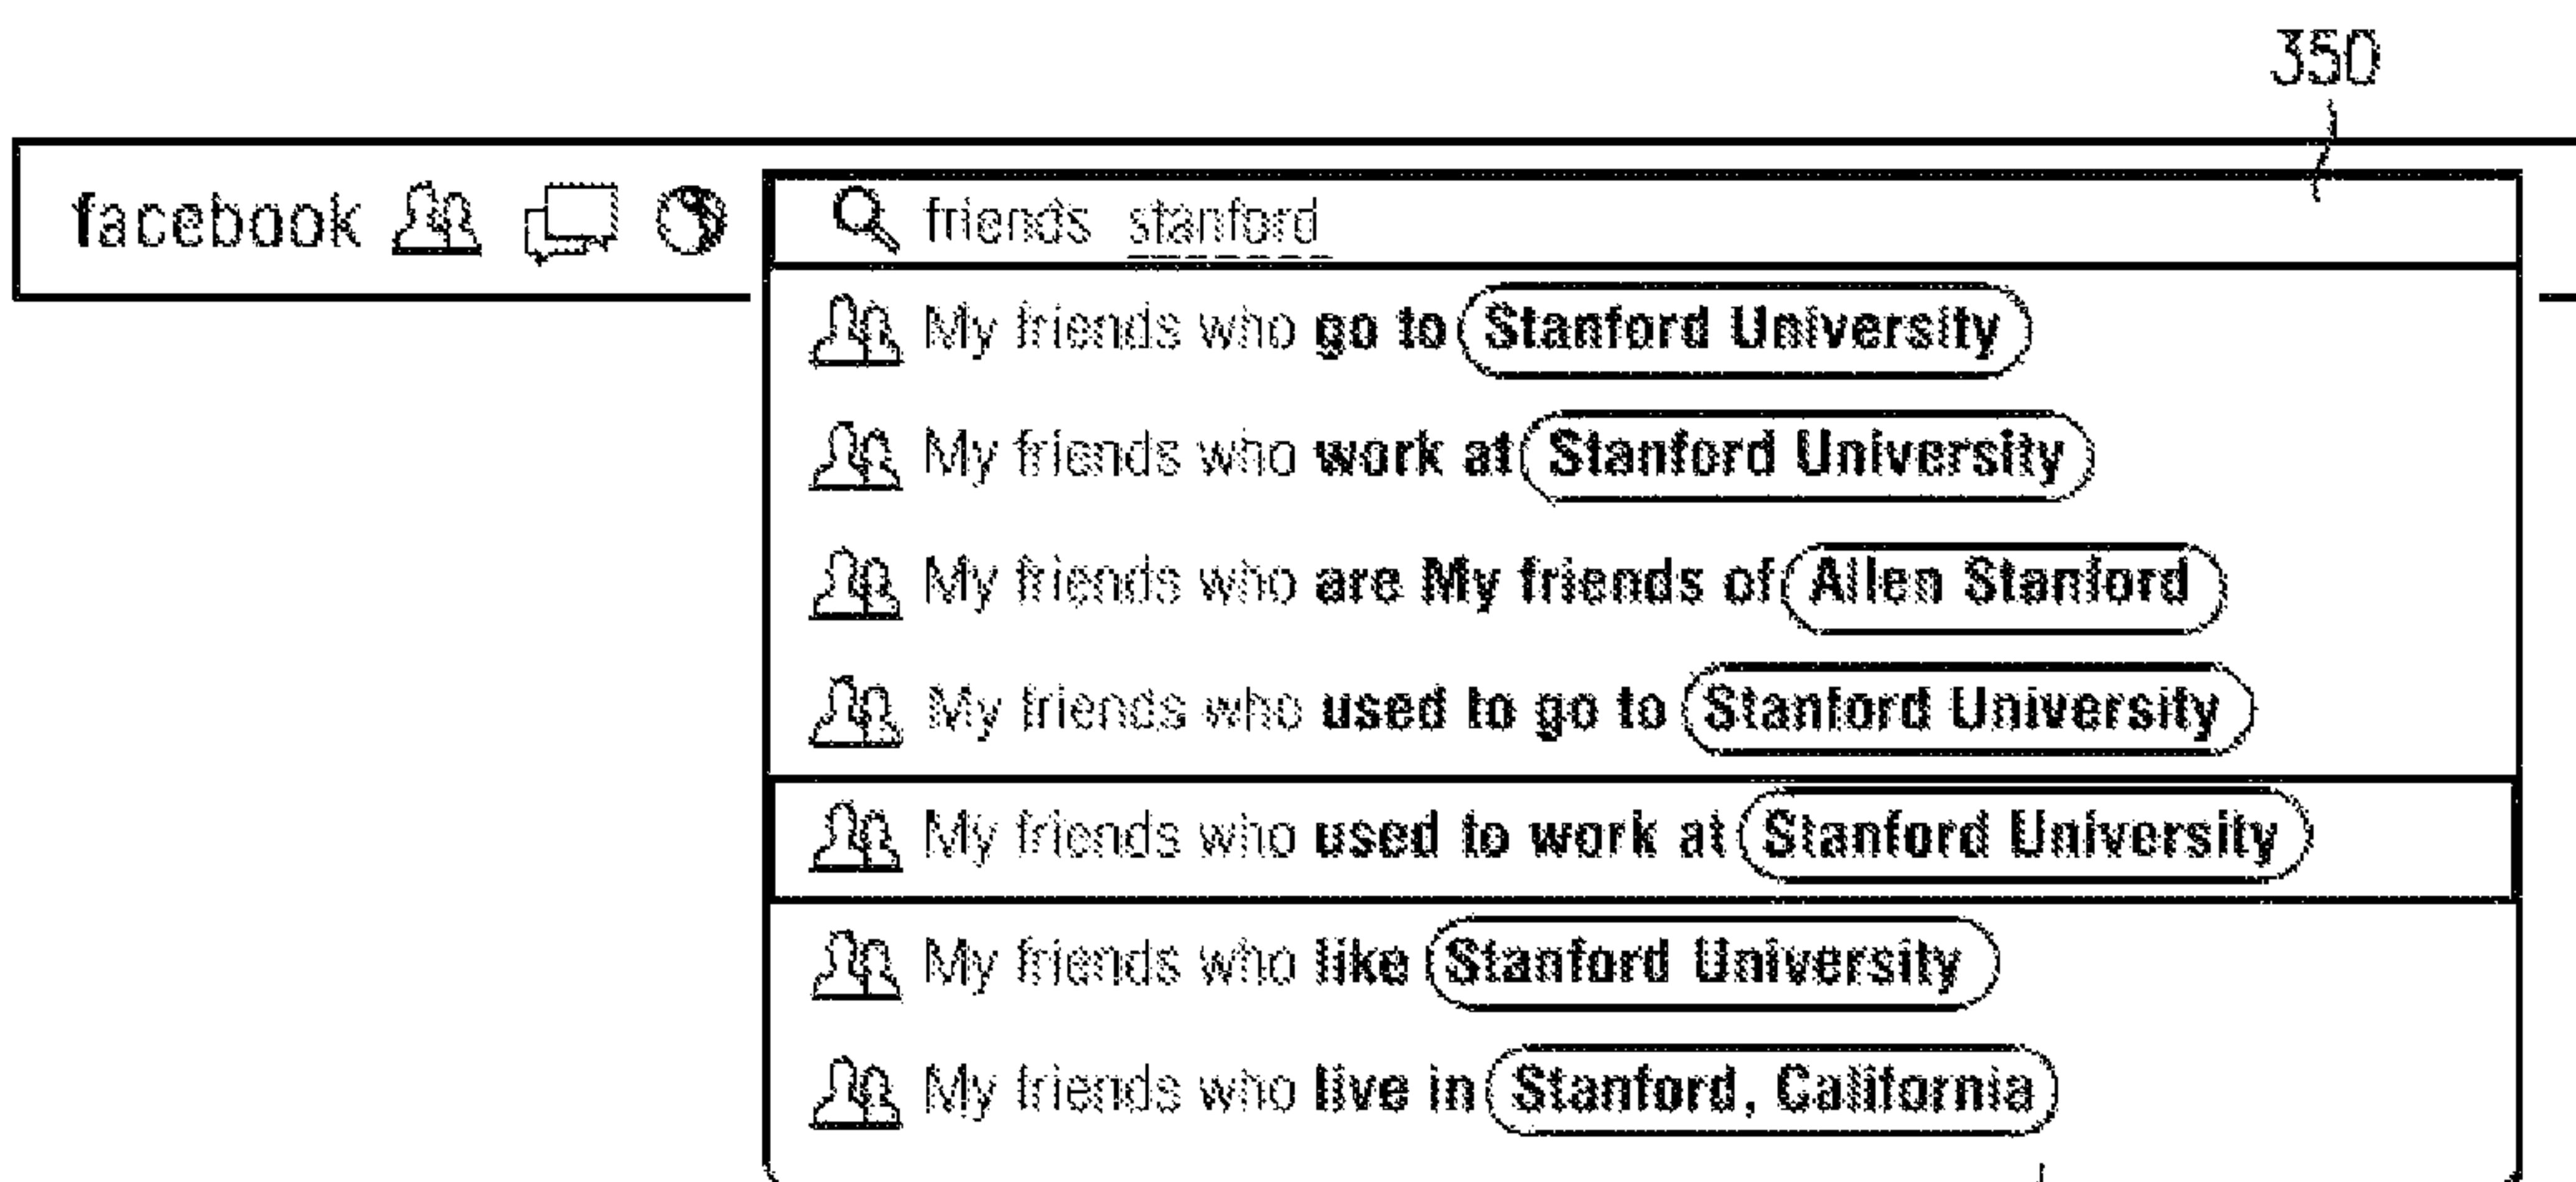 350
facebook friends stanford
My friends who go to Stanford University
My friends who work at Stanford University
My friends who are My friends of Allen Stanford
My friends who used to go to Stanford University
My friends who used to work at Stanford University
My friends who like Stanford University
My friends who live in Stanford, California